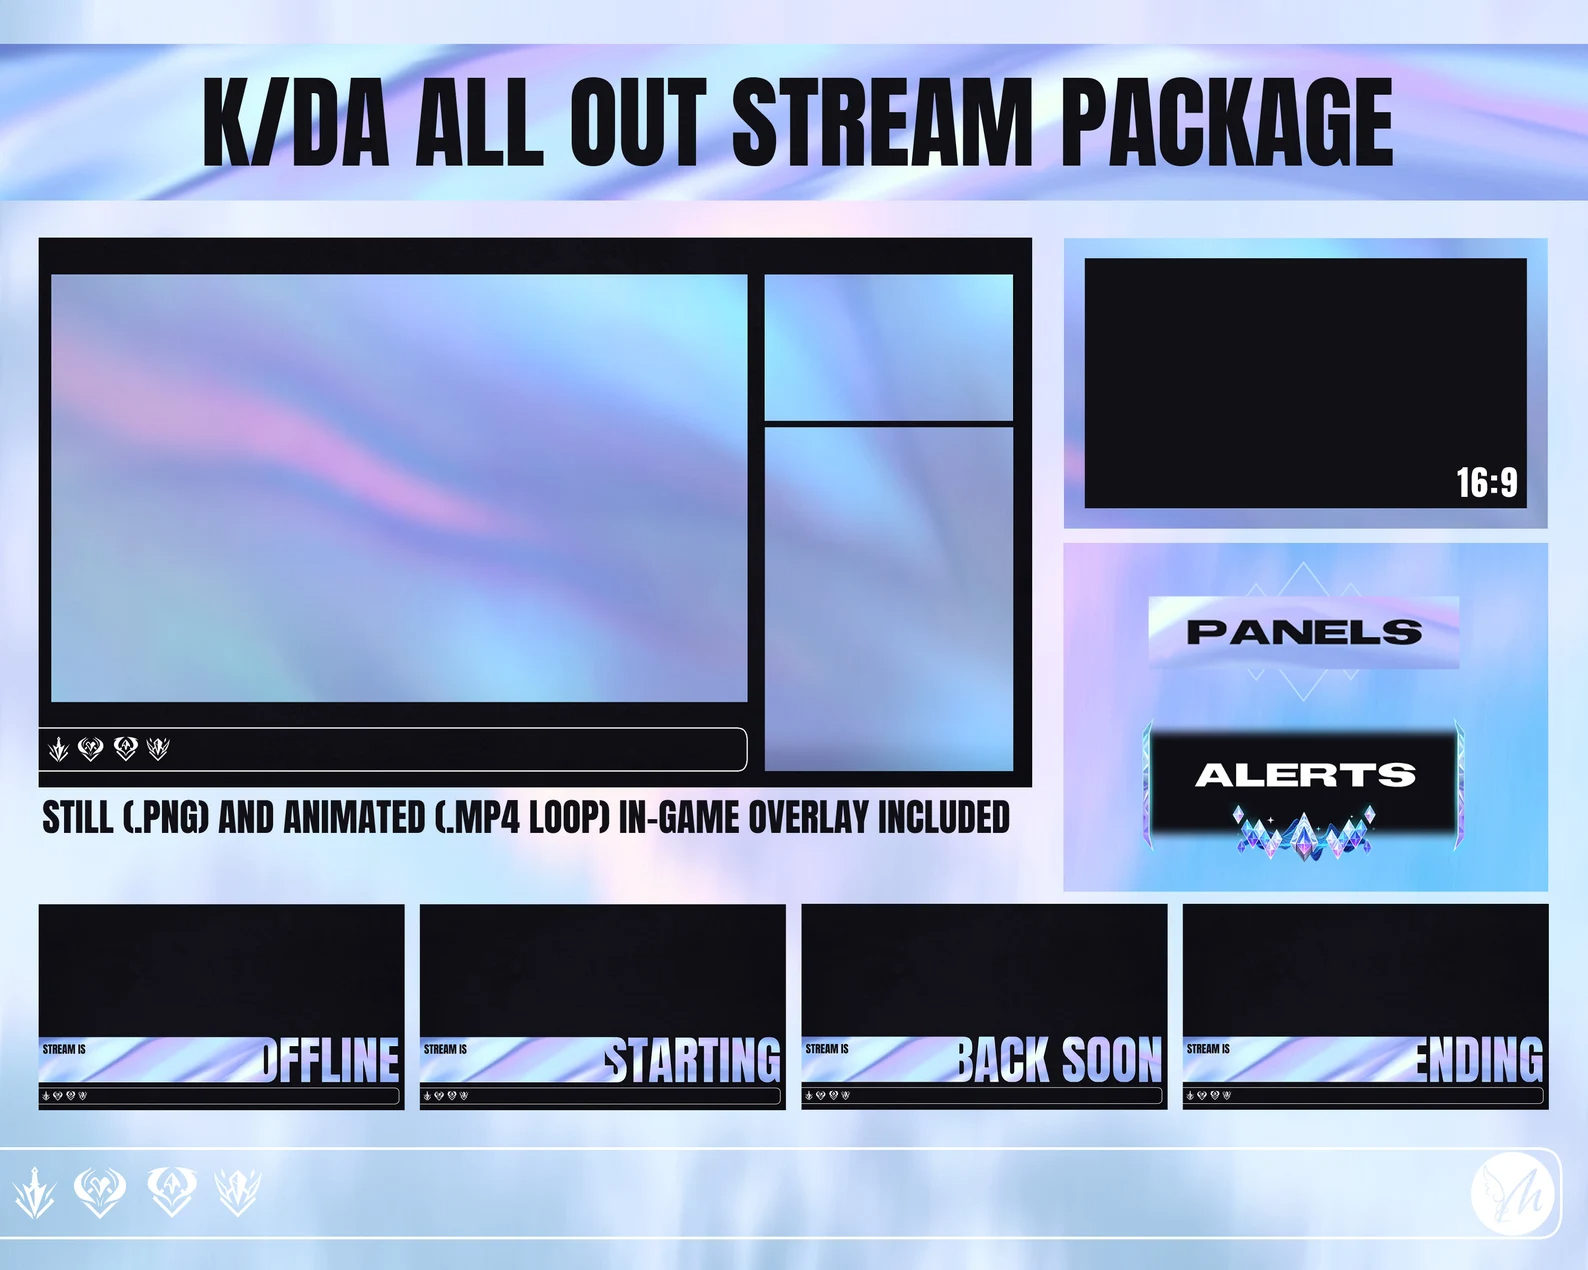 K/DA ALL OUT STREAM PACKAGE
16:9
PANELS
ALERTS
STILL (.PNG) AND ANIMATED (.MP4 LOOP) IN-GAME OVERLAY INCLUDED
STREAM IS
OFFLINE
STREAM IS
STARTING
STREAM IS
BACK SOON
STREAM IS
ENDING